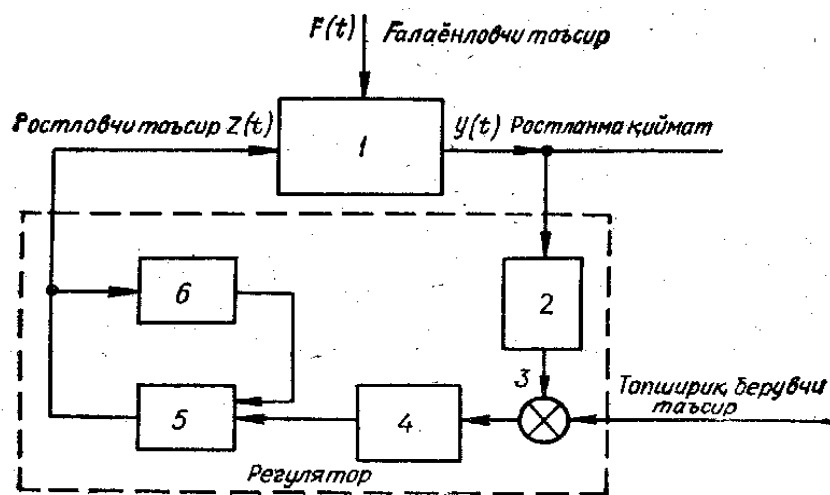 F(t) Ғалаёнловчи таъсир
Ростловчи таъсир Z(t)
1
y(t) Ростланма қиймат
6
2
3
Топшириқ берувчи
таъсир
5
4
Регулятор